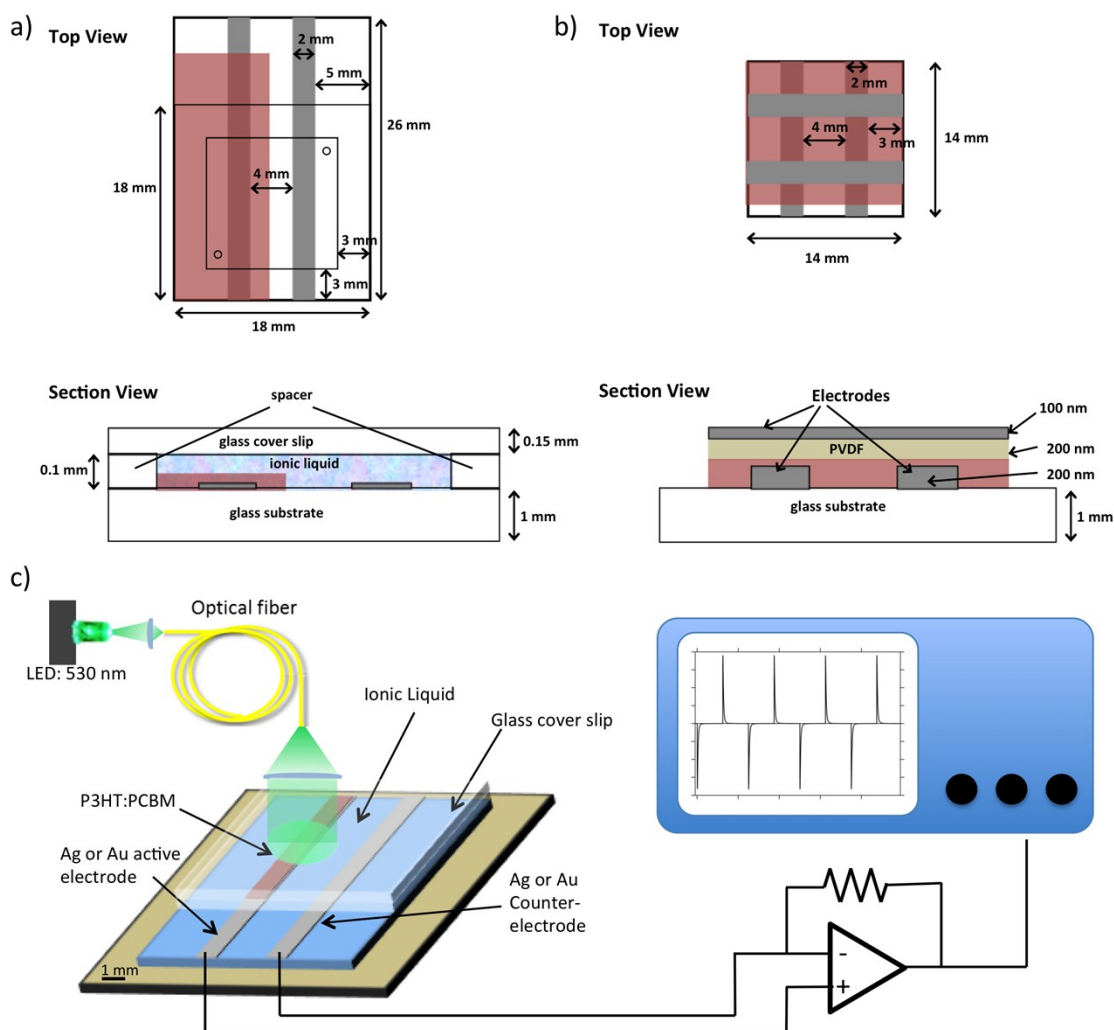 a)
Top View
2 mm
5 mm
26 mm
18 mm
4 mm
3 mm
3 mm
18 mm
Section View
spacer
glass cover slip
0.15 mm
0.1 mm
ionic liquid
glass substrate
1 mm
b)
Top View
2 mm
4 mm
3 mm
14 mm
14 mm
Section View
Electrodes
100 nm
PVDF
200 nm
200 nm
glass substrate
1 mm
c)
Optical fiber
LED: 530 nm
Ionic Liquid
Glass cover slip
P3HT:PCBM
Ag or Au active
electrode
Ag or Au
Counter-
electrode
1 mm
-
+